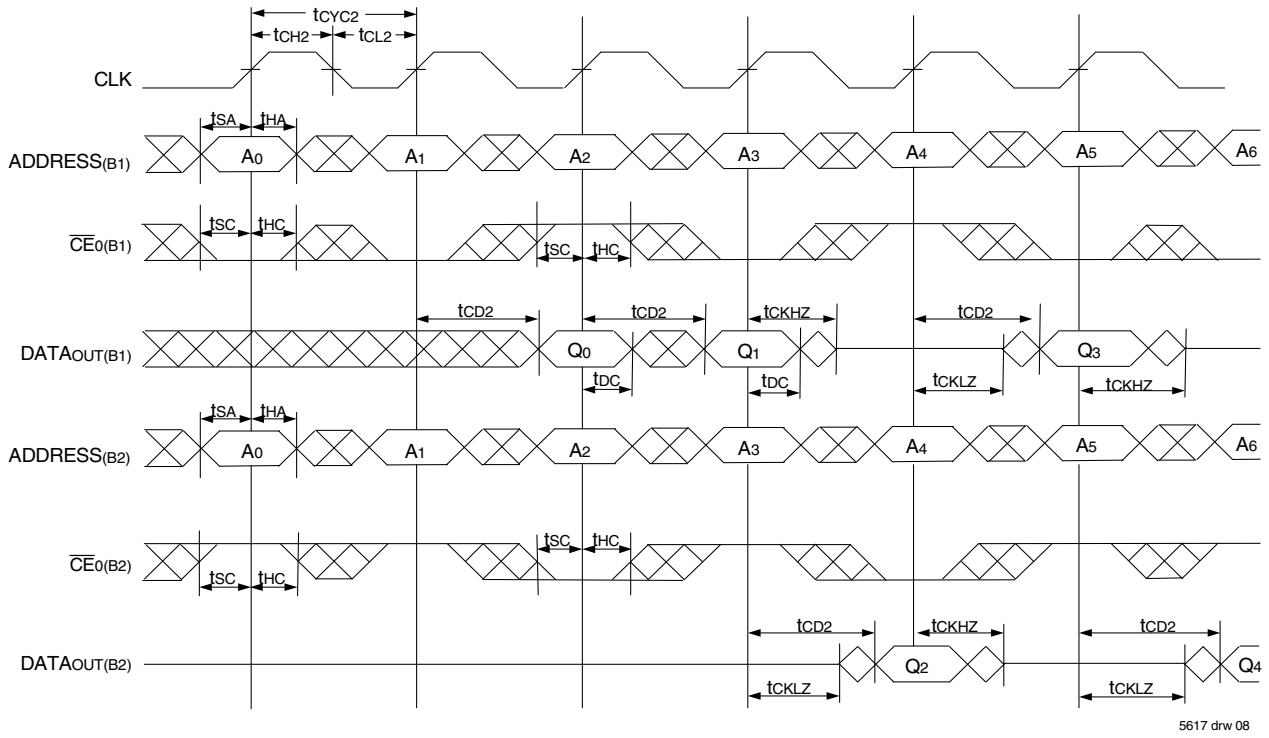 tCYC2
tCH2 tCL2
CLK
tSA tHA
ADDRESS(B1) A0 A1 A2 A3 A4 A5 A6
tSC tHC
CE0(B1)
tSC tHC
tCD2 tCD2 tCKHZ tCD2
DATAOUT(B1) Q0 Q1 Q3
tDC tDC tCKLZ tCKHZ
tSA tHA
ADDRESS(B2) A0 A1 A2 A3 A4 A5 A6
tSC tHC
CE0(B2)
tSC tHC
tCD2 tCKHZ tCD2
DATAOUT(B2) Q2 Q4
tCKLZ tCKLZ
5617 drw 08